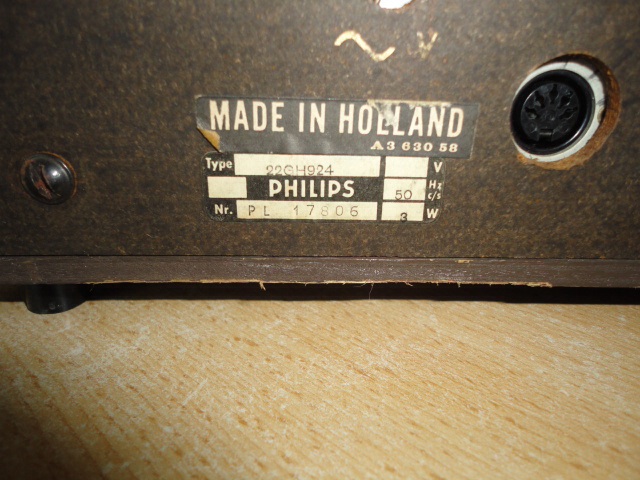 ~ V
MADE IN HOLLAND
A3 630 58
Type 22GH924 V
PHILIPS 50 Hz c/s
Nr. PL 17806 3 W